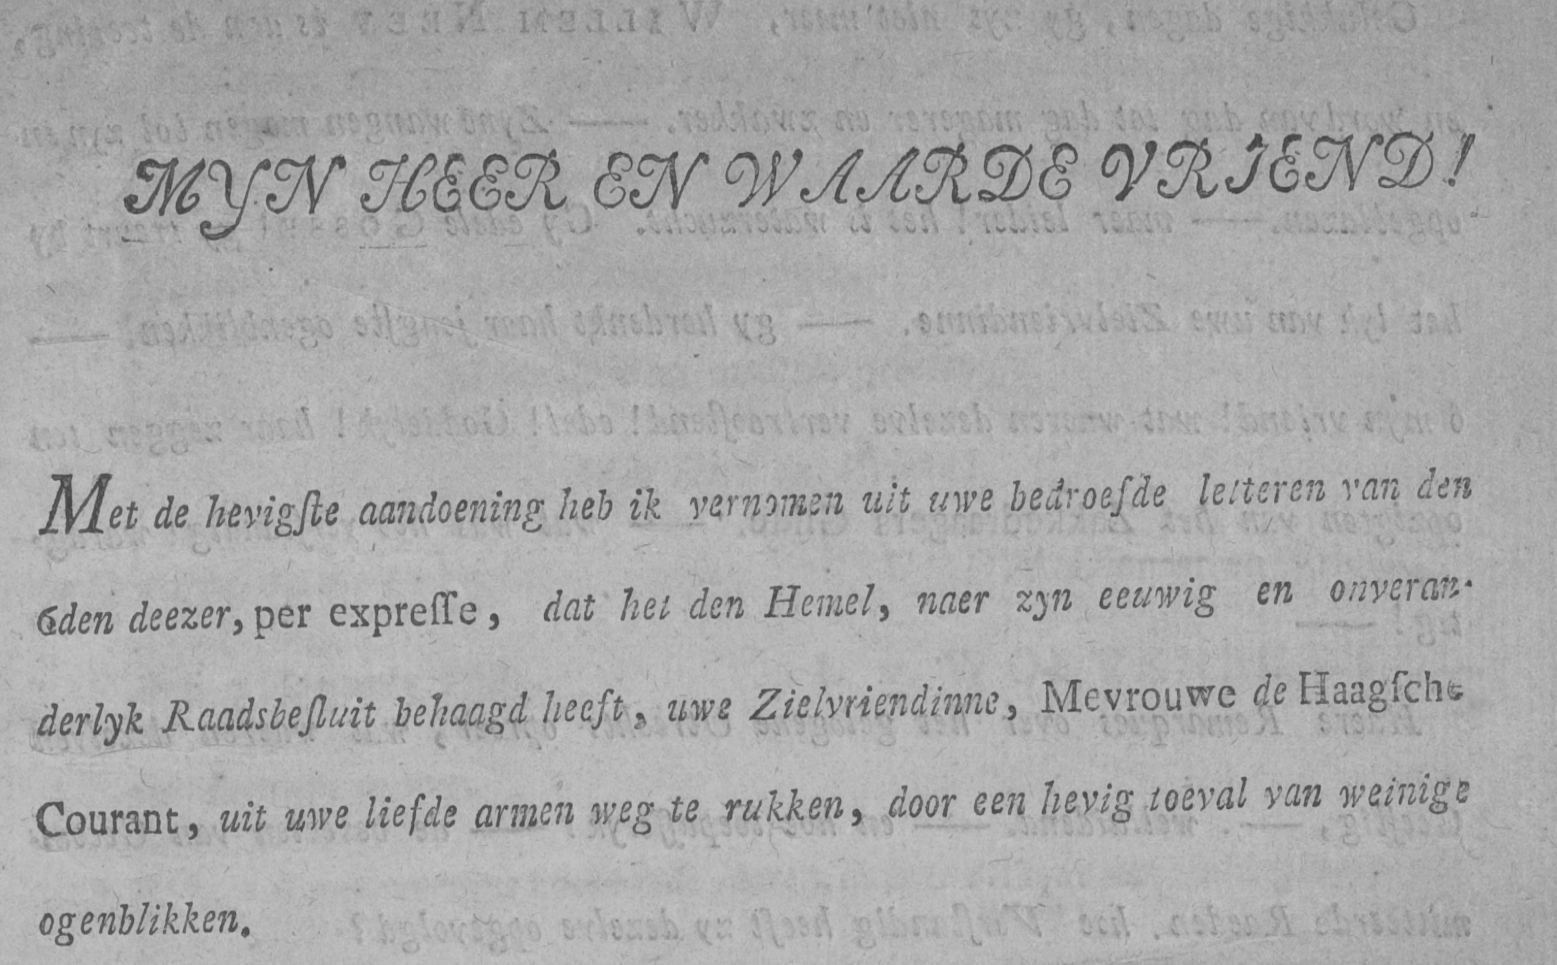 MYN HEER EN WAARDE VRIEND!
Met de hevigſte aandoening heb ik vernomen uit uwe bedroefde letteren van den
6den deezer, per expreſſe, dat het den Hemel, naer zyn eeuwig en onveran-
derlyk Raadsbeſluit behaagd heeft, uwe Zielvriendinne, Mevrouwe de Haagſche
Courant, uit uwe liefde armen weg te rukken, door een hevig toeval van weinige
ogenblikken.